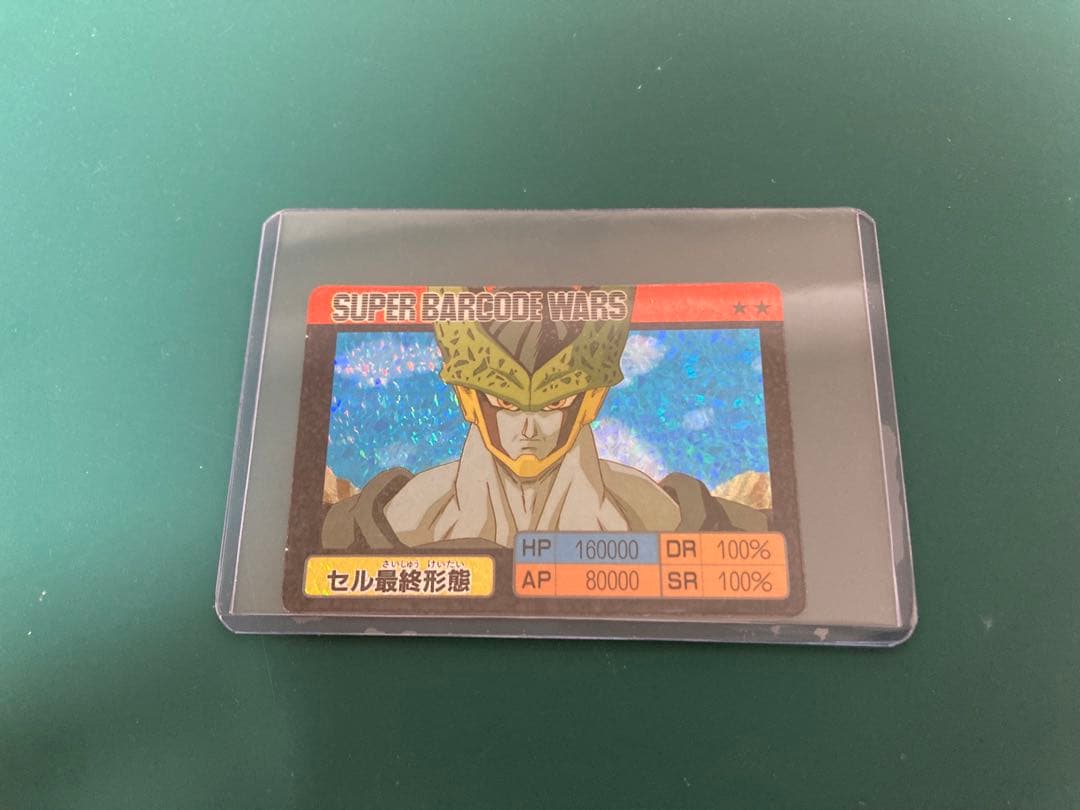 SUPER BARCODE WARS ★★
HP 160000 DR 100%
AP 80000 SR 100%
さいしゅう けいたい
セル最終形態